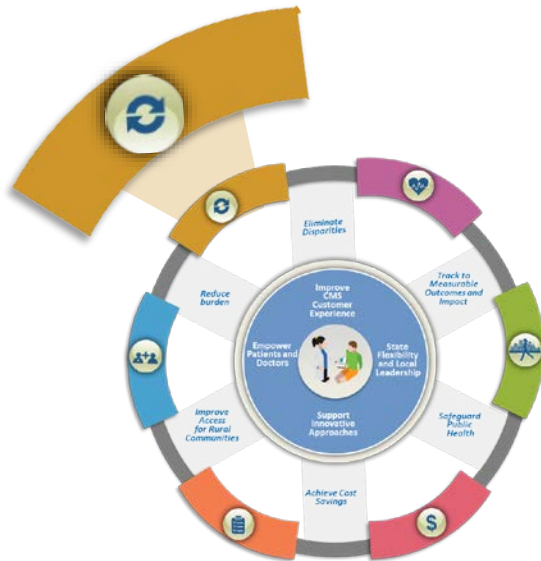 Eliminate
Disparities
Track to
Measurable
Outcomes and
Impact
Safeguard
Public
Health
Achieve Cost
Savings
Improve
Access
for Rural
Communities
Reduce
burden
Improve
CMS
Customer
Experience
Empower
Patients and
Doctors
State
Flexibility
and Local
Leadership
Support
Innovative
Approaches
$